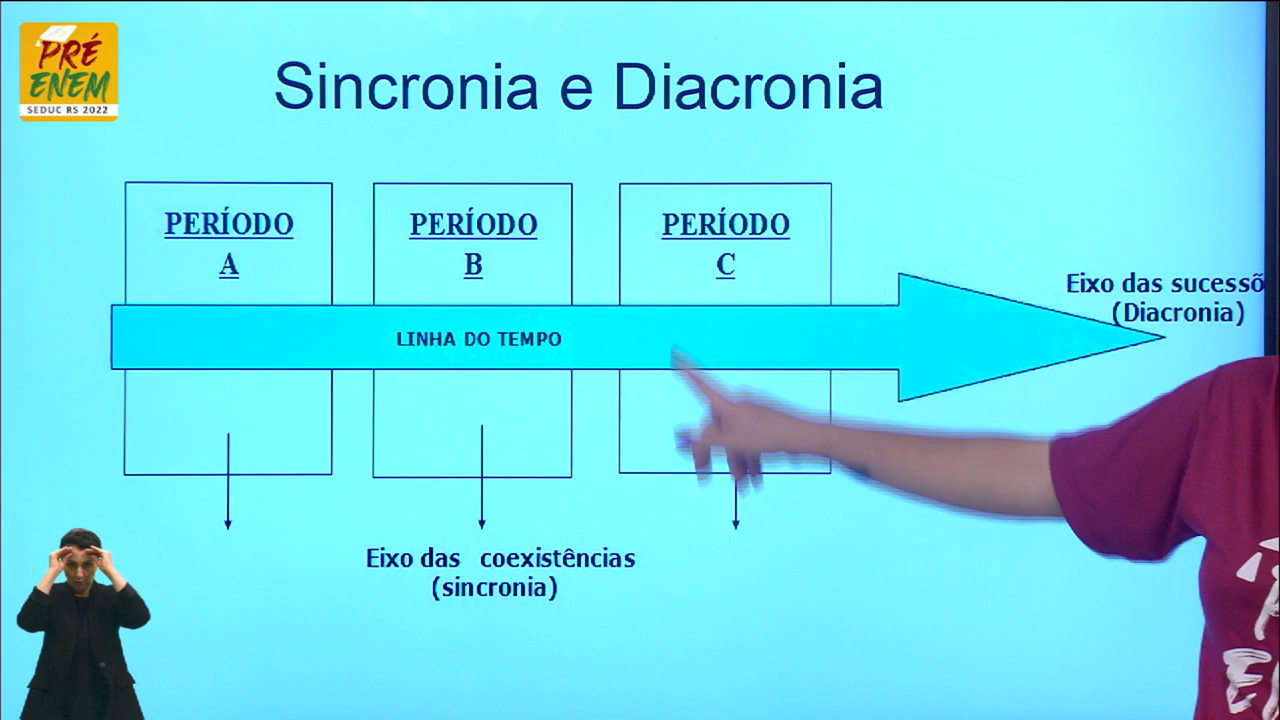 PRÉ
ENEM
SEDUC RS 2022
Sincronia e Diacronia
PERÍODO
A
PERÍODO
B
PERÍODO
C
LINHA DO TEMPO
Eixo das sucessõ
(Diacronia)
Eixo das coexistências
(sincronia)